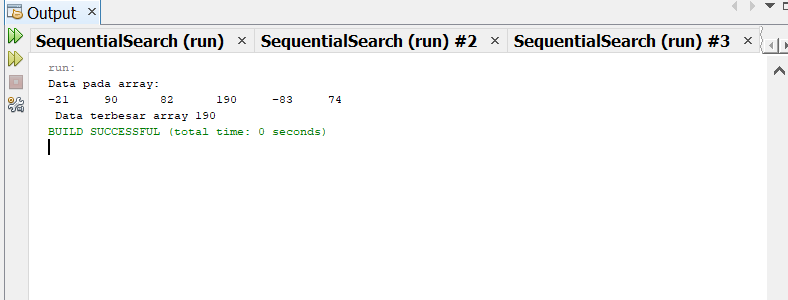 Output
SequentialSearch (run) SequentialSearch (run) #2 SequentialSearch (run) #3
run:
Data pada array:
-21 90 82 190 -83 74
Data terbesar array 190
BUILD SUCCESSFUL (total time: 0 seconds)